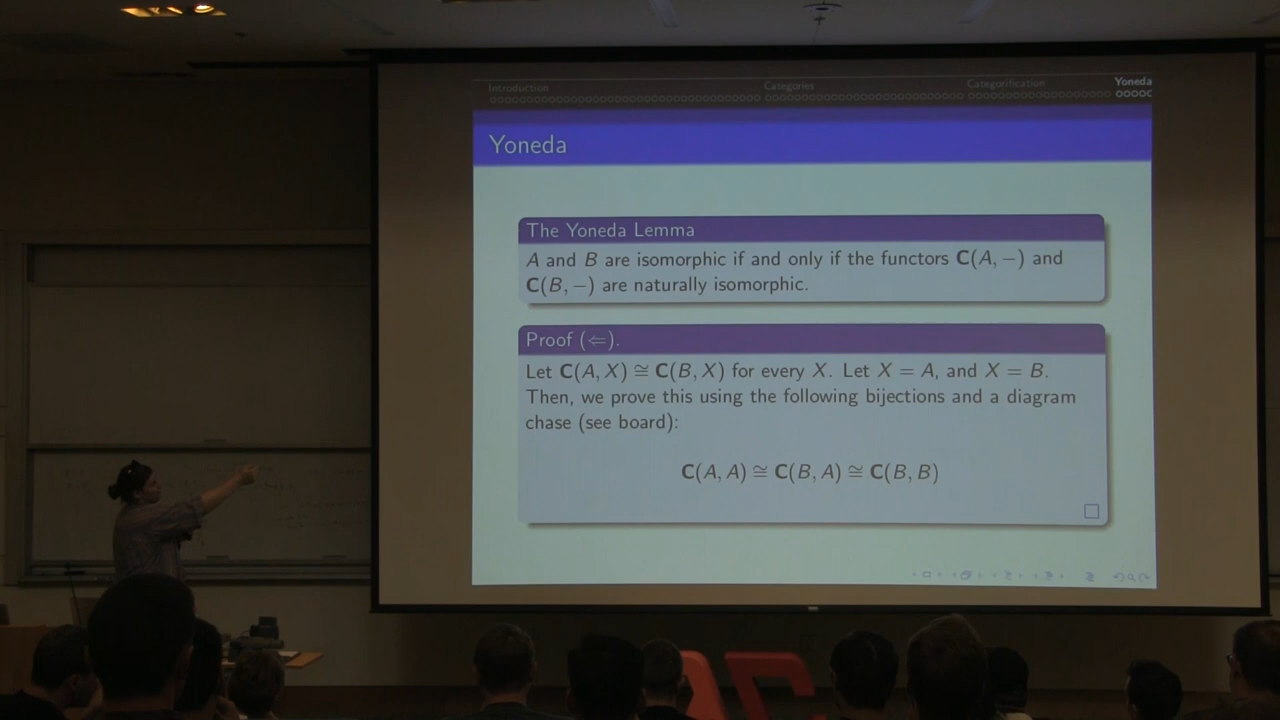 Introduction
Categories
Categorification
Yoneda
Yoneda
The Yoneda Lemma
A and B are isomorphic if and only if the functors C(A, −) and
C(B, −) are naturally isomorphic.
Proof (⇐).
Let C(A, X) ≅ C(B, X) for every X. Let X = A, and X = B.
Then, we prove this using the following bijections and a diagram
chase (see board):
C(A, A) ≅ C(B, A) ≅ C(B, B)